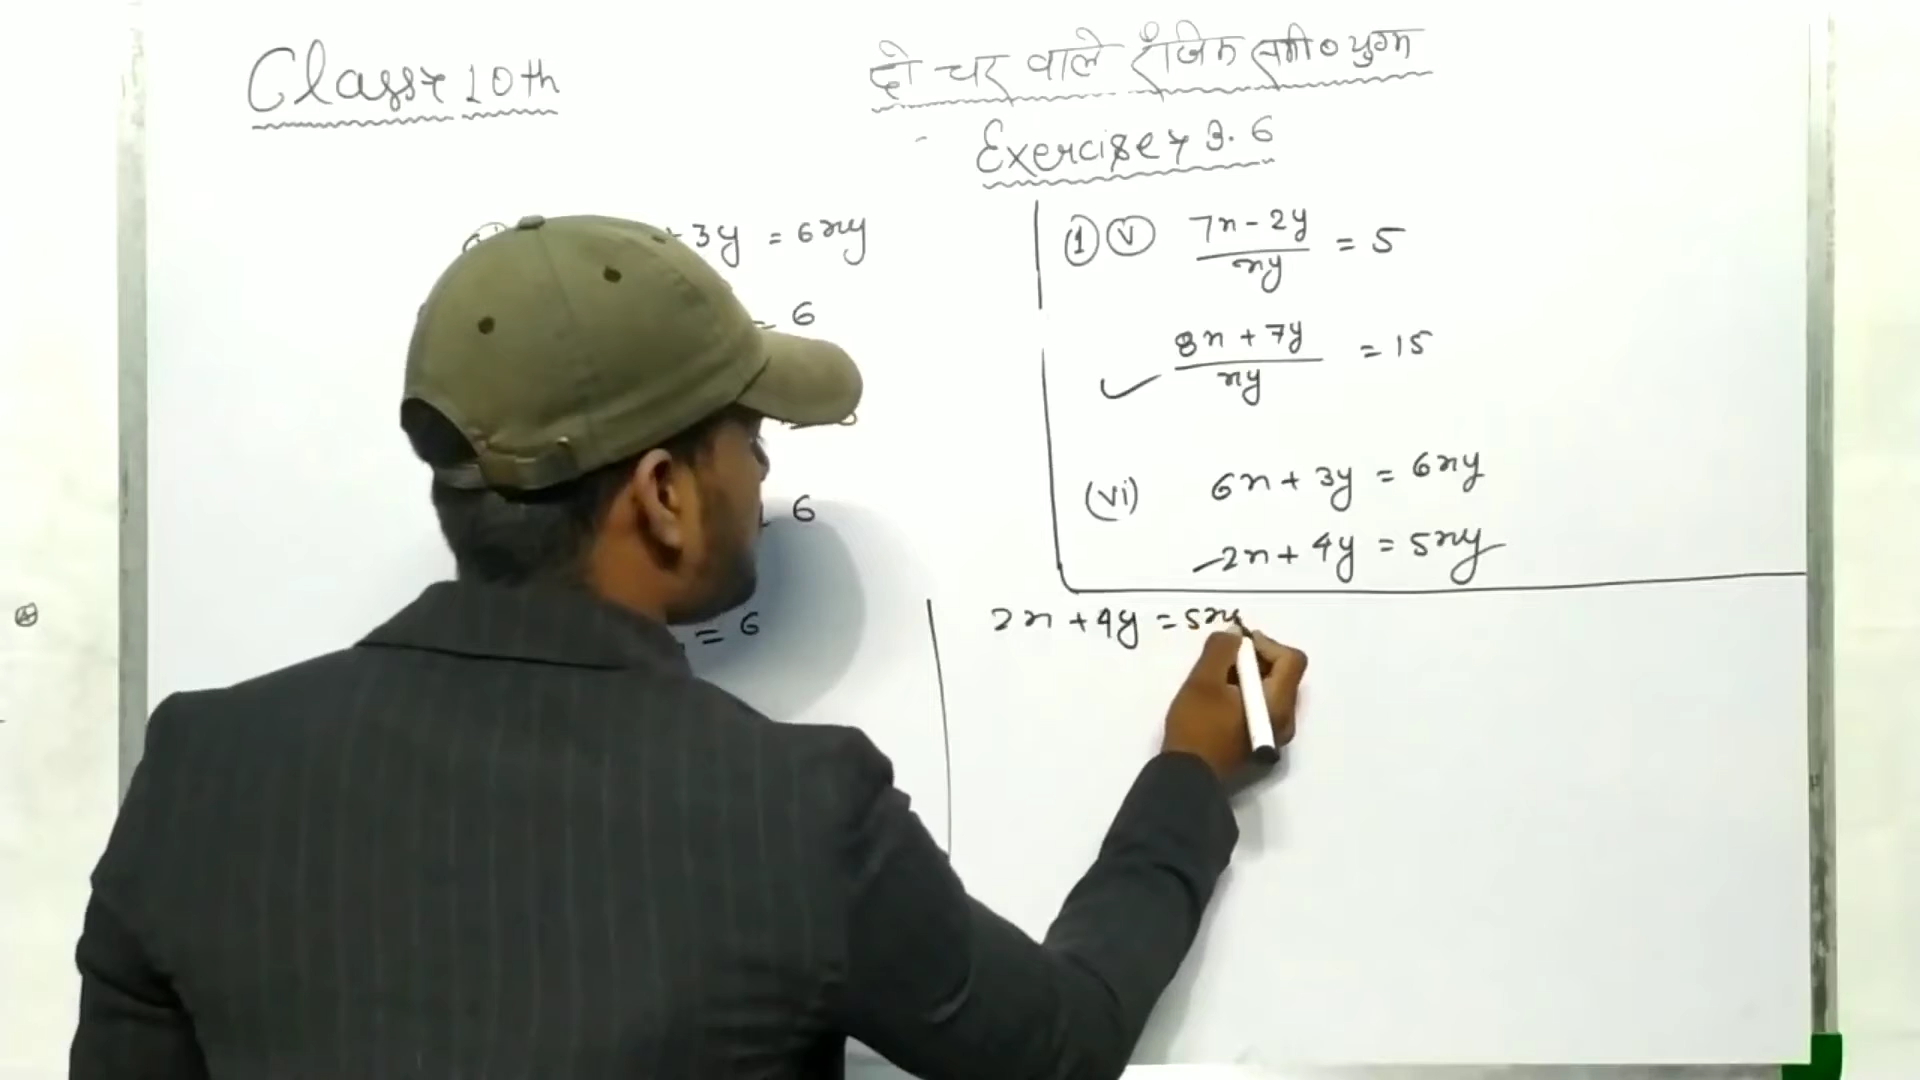 Class → 10th
दो चर वाले रैखिक समी० युग्म
Exercise → 3.6
+ 3y = 6xy
= 6
6
= 6
① Ⓥ 7x - 2y / xy = 5
8x + 7y / xy = 15
(vi) 6x + 3y = 6xy
2x + 4y = 5xy
2x + 4y = 5xy